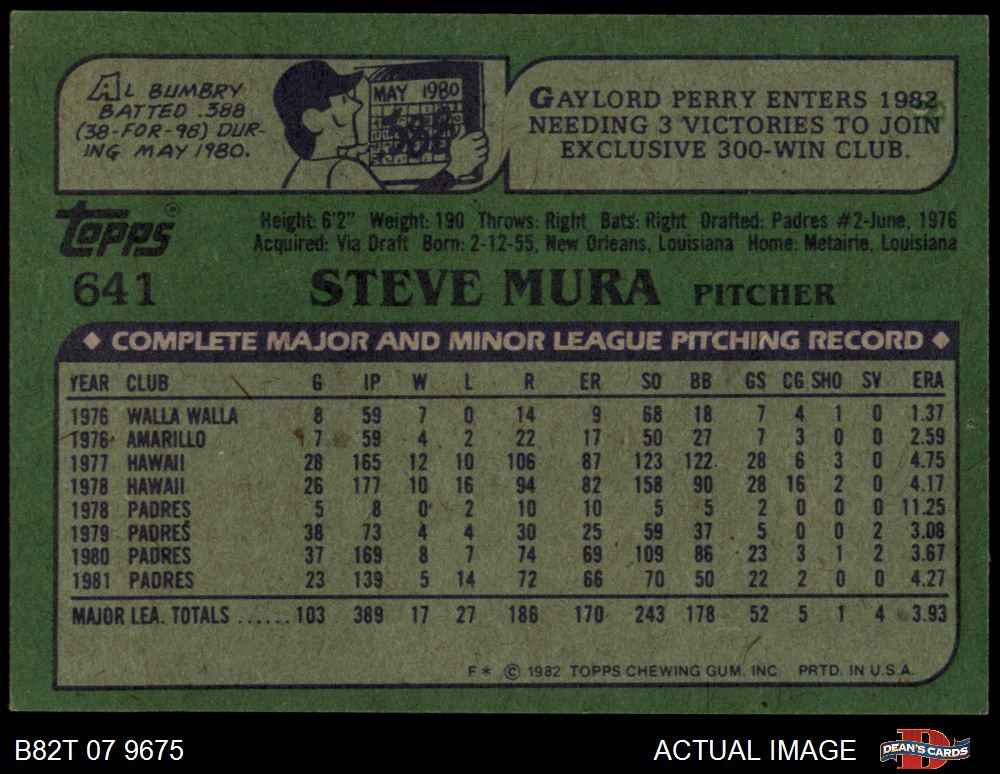 AL BUMBRY
BATTED .388
(38-FOR-98) DUR-
ING MAY 1980.
MAY 1980
.388
GAYLORD PERRY ENTERS 1982
NEEDING 3 VICTORIES TO JOIN
EXCLUSIVE 300-WIN CLUB.
Topps®
Height: 6'2" Weight: 190 Throws: Right Bats: Right Drafted: Padres #2-June, 1976
Acquired: Via Draft Born: 2-12-55, New Orleans, Louisiana Home: Metairie, Louisiana
641 STEVE MURA PITCHER
◆ COMPLETE MAJOR AND MINOR LEAGUE PITCHING RECORD ◆
YEAR CLUB G IP W L R ER SO BB GS CG SHO SV ERA
1976 WALLA WALLA 8 59 7 0 14 9 68 18 7 4 1 0 1.37
1976 AMARILLO 7 59 4 2 22 17 50 27 7 3 0 0 2.59
1977 HAWAII 28 165 12 10 106 87 123 122 28 6 3 0 4.75
1978 HAWAII 26 177 10 16 94 82 158 90 28 16 2 0 4.17
1978 PADRES 5 8 0 2 10 10 5 5 2 0 0 0 11.25
1979 PADRES 38 73 4 4 30 25 59 37 5 0 0 2 3.08
1980 PADRES 37 169 8 7 74 69 109 86 23 3 1 2 3.67
1981 PADRES 23 139 5 14 72 66 70 50 22 2 0 0 4.27
MAJOR LEA. TOTALS ...... 103 389 17 27 186 170 243 178 52 5 1 4 3.93
F* © 1982 TOPPS CHEWING GUM, INC. PRTD. IN U.S.A.
B82T 07 9675 ACTUAL IMAGE DEAN'S CARDS